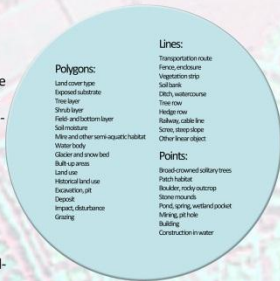 Polygons:
Land cover type
Exposed substrate
Tree layer
Shrub layer
Field- and bottom layer
Soil moisture
Mire and other semi-aquatic habitat
Water body
Glacier and snow bed
Built-up areas
Land use
Historical land use
Excavation, pit
Deposit
Impact, disturbance
Grazing
Lines:
Transportation route
Fence, enclosure
Vegetation strip
Soil bank
Ditch, watercourse
Tree row
Hedge row
Railway, cable line
Scree, steep slope
Other linear object
Points:
Broad-crowned solitary trees
Patch habitat
Boulder, rocky outcrop
Stone mounds
Pond, spring, wetland pocket
Mining, pit hole
Building
Construction in water